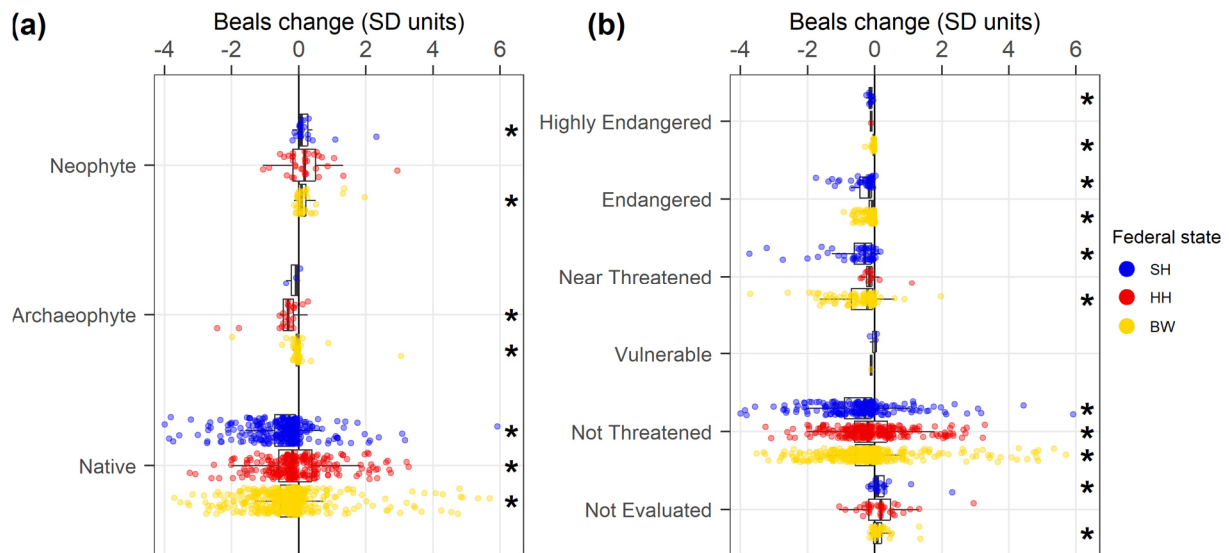 (a)
Beals change (SD units)
-4 -2 0 2 4 6
Neophyte
*
*
Archaeophyte
*
*
Native
*
*
*
(b)
Beals change (SD units)
-4 -2 0 2 4 6
Highly Endangered
*
*
Endangered
*
*
Near Threatened
*
*
Vulnerable
Not Threatened
*
*
*
Not Evaluated
*
*
Federal state
SH
HH
BW